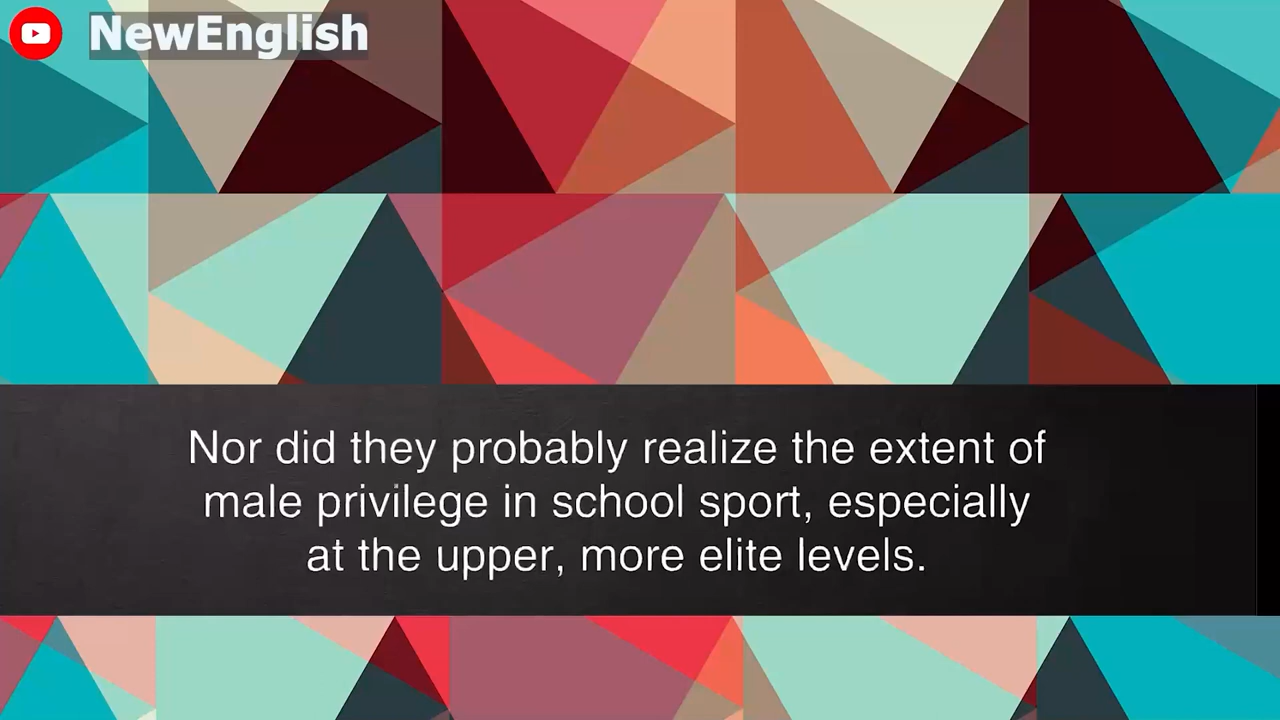 NewEnglish
Nor did they probably realize the extent of
male privilege in school sport, especially
at the upper, more elite levels.